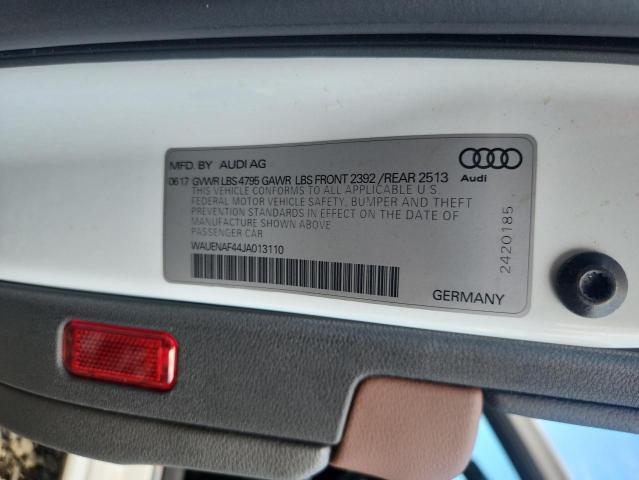 MFD. BY AUDI AG
06 17 GVWR LBS 4795 GAWR LBS FRONT 2392 / REAR 2513
THIS VEHICLE CONFORMS TO ALL APPLICABLE U.S.
FEDERAL MOTOR VEHICLE SAFETY, BUMPER AND THEFT
PREVENTION STANDARDS IN EFFECT ON THE DATE OF
MANUFACTURE SHOWN ABOVE
PASSENGER CAR
WAUENAF44JA013110
Audi
2420185
GERMANY